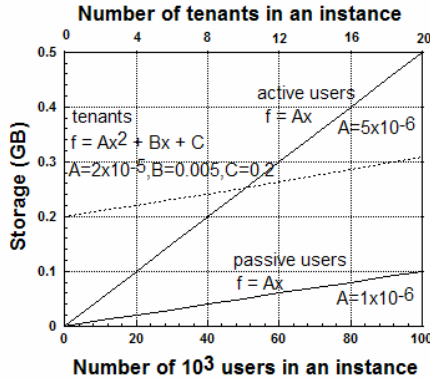 Number of tenants in an instance
0 4 8 12 16 20
0.5
0.4
0.3
0.2
0.1
0
Storage (GB)
active users
f = Ax
A=5x10-6
tenants
f = Ax2 + Bx + C
A=2x10-5,B=0.005,C=0.2
passive users
f = Ax
A=1x10-6
0 20 40 60 80 100
Number of 103 users in an instance